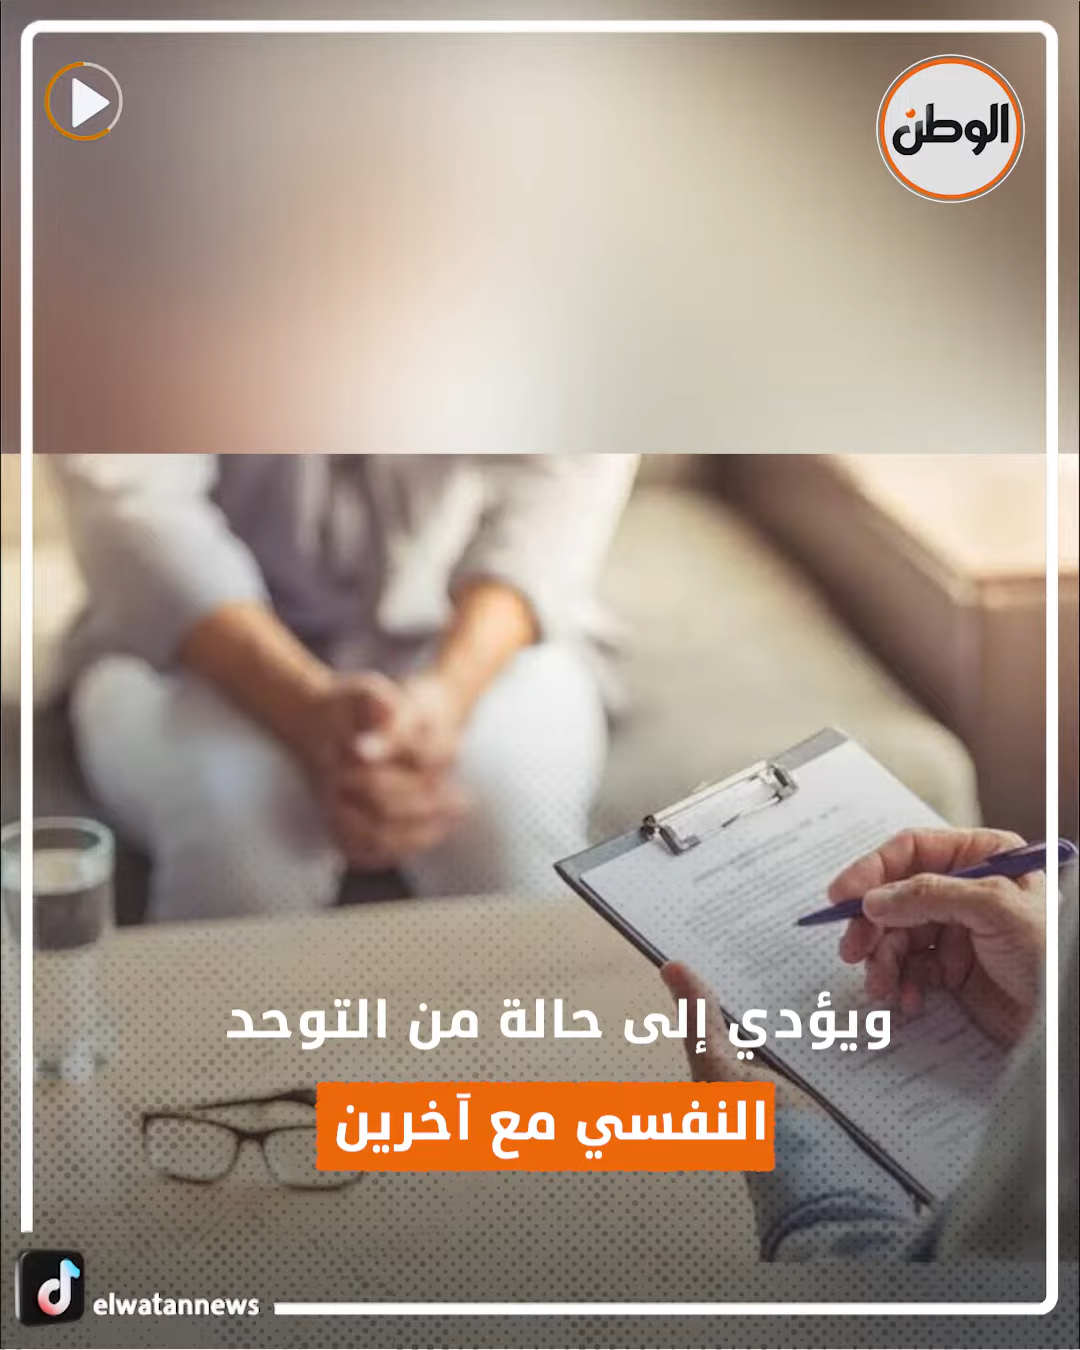 الوطن
ويؤدي إلى حالة من التوحد
النفسي مع آخرين
elwatannews